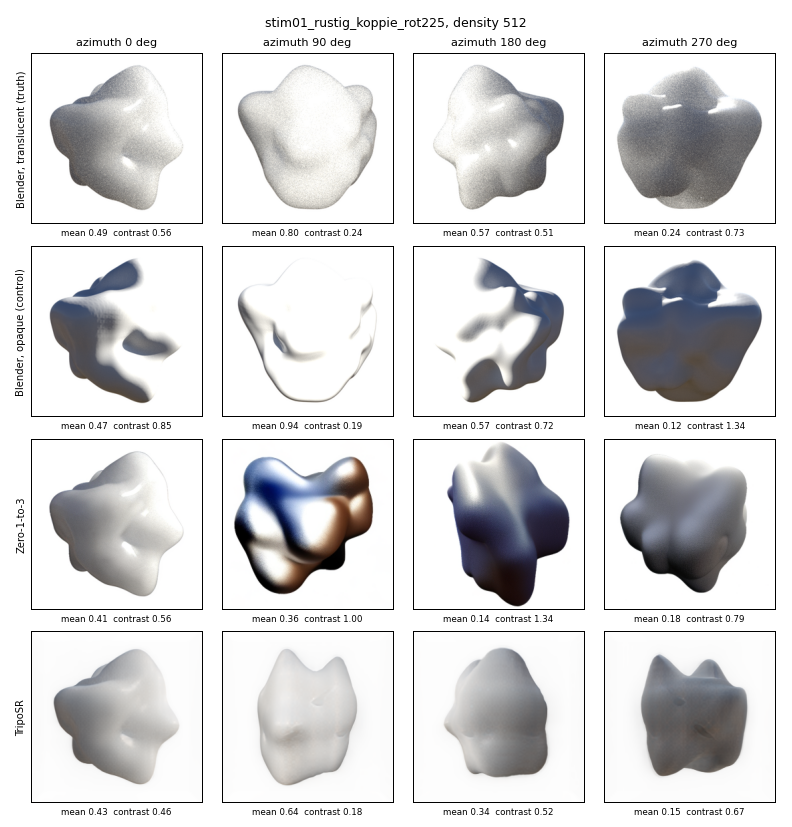 stim01_rustig_koppie_rot225, density 512
azimuth 0 deg
azimuth 90 deg
azimuth 180 deg
azimuth 270 deg
Blender, translucent (truth)
mean 0.49 contrast 0.56
mean 0.80 contrast 0.24
mean 0.57 contrast 0.51
mean 0.24 contrast 0.73
Blender, opaque (control)
mean 0.47 contrast 0.85
mean 0.94 contrast 0.19
mean 0.57 contrast 0.72
mean 0.12 contrast 1.34
Zero-1-to-3
mean 0.41 contrast 0.56
mean 0.36 contrast 1.00
mean 0.14 contrast 1.34
mean 0.18 contrast 0.79
TripoSR
mean 0.43 contrast 0.46
mean 0.64 contrast 0.18
mean 0.34 contrast 0.52
mean 0.15 contrast 0.67